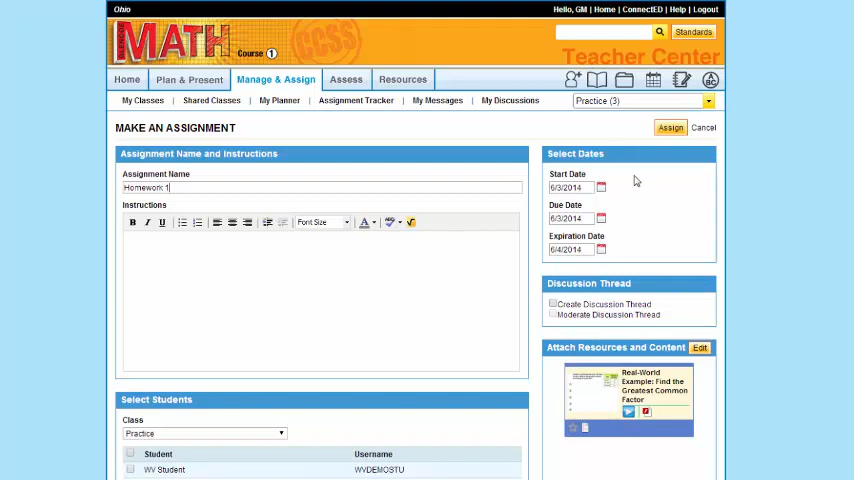 Ohio
Hello, GM | Home | ConnectED | Help | Logout
GLENCOE
MATH
Course 1
CCSS
Standards
Teacher Center
Home
Plan & Present
Manage & Assign
Assess
Resources
My Classes | Shared Classes | My Planner | Assignment Tracker | My Messages | My Discussions
Practice (3)
MAKE AN ASSIGNMENT
Assign
Cancel
Assignment Name and Instructions
Assignment Name
Homework 1
Instructions
B I U
Font Size
A
ABC
Select Dates
Start Date
6/3/2014
Due Date
6/3/2014
Expiration Date
6/4/2014
Discussion Thread
Create Discussion Thread
Moderate Discussion Thread
Attach Resources and Content
Edit
Real-World
Example: Find the
Greatest Common
Factor
Select Students
Class
Practice
Student
Username
WV Student
WVDEMOSTU